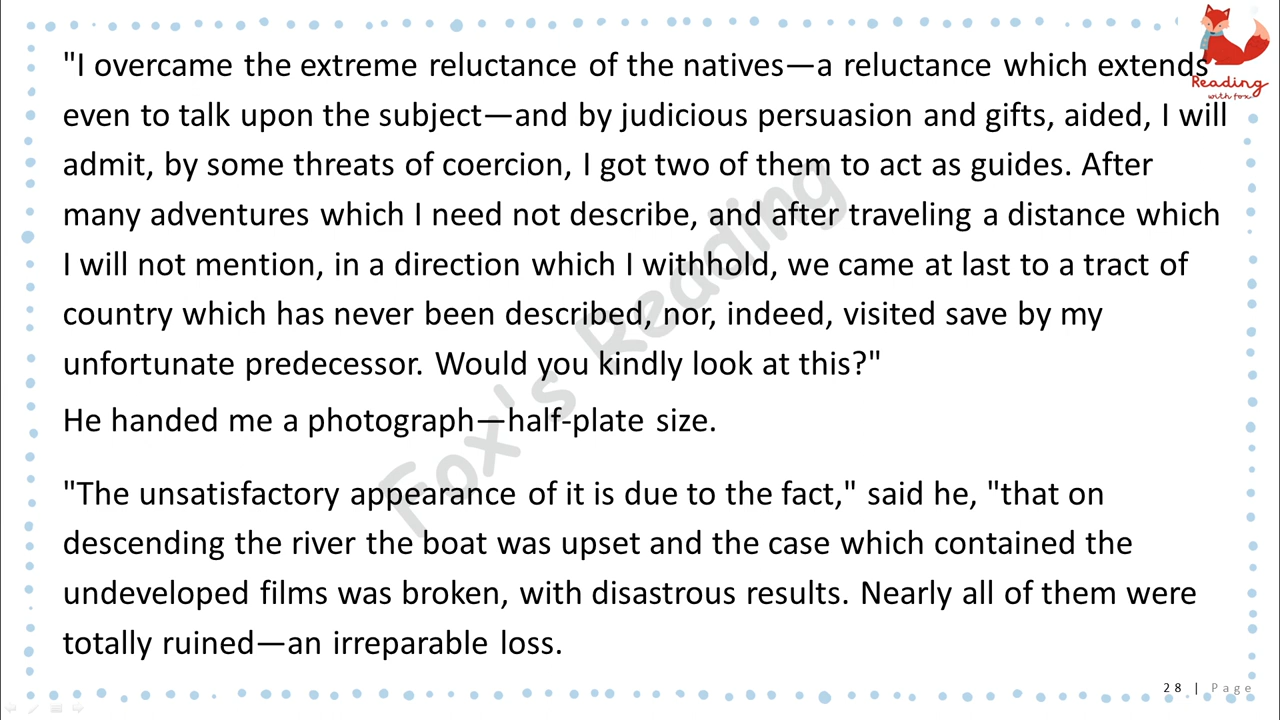 "I overcame the extreme reluctance of the natives—a reluctance which extends
even to talk upon the subject—and by judicious persuasion and gifts, aided, I will
admit, by some threats of coercion, I got two of them to act as guides. After
many adventures which I need not describe, and after traveling a distance which
I will not mention, in a direction which I withhold, we came at last to a tract of
country which has never been described, nor, indeed, visited save by my
unfortunate predecessor. Would you kindly look at this?"
He handed me a photograph—half-plate size.
"The unsatisfactory appearance of it is due to the fact," said he, "that on
descending the river the boat was upset and the case which contained the
undeveloped films was broken, with disastrous results. Nearly all of them were
totally ruined—an irreparable loss.
Reading
with fox
Fox's Reading
28 | Page